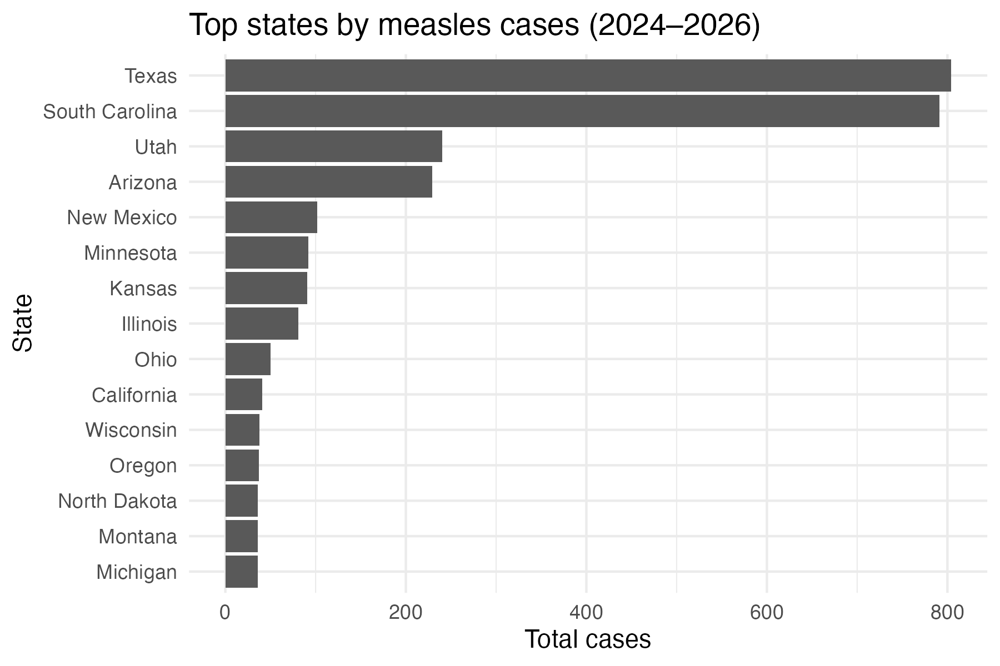 Top states by measles cases (2024–2026)
State
Texas
South Carolina
Utah
Arizona
New Mexico
Minnesota
Kansas
Illinois
Ohio
California
Wisconsin
Oregon
North Dakota
Montana
Michigan
0 200 400 600 800
Total cases